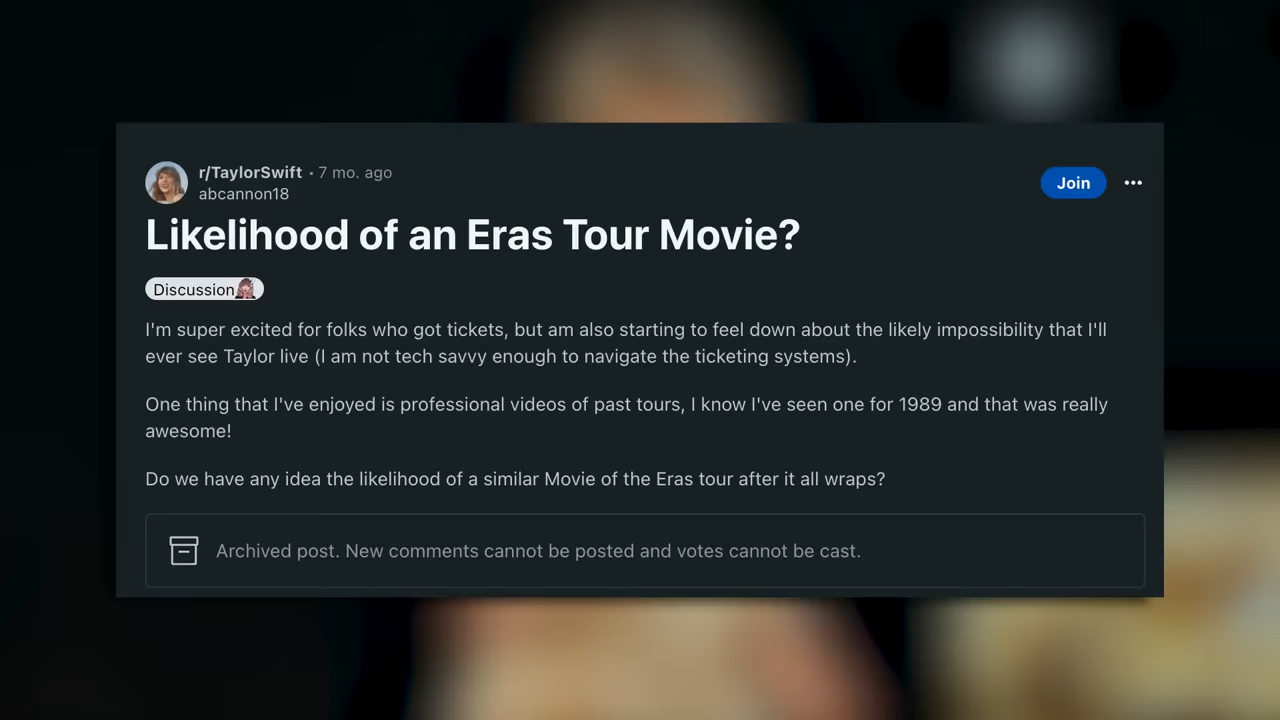 r/TaylorSwift • 7 mo. ago
abcannon18
Join
Likelihood of an Eras Tour Movie?
Discussion
I'm super excited for folks who got tickets, but am also starting to feel down about the likely impossibility that I'll
ever see Taylor live (I am not tech savvy enough to navigate the ticketing systems).
One thing that I've enjoyed is professional videos of past tours, I know I've seen one for 1989 and that was really
awesome!
Do we have any idea the likelihood of a similar Movie of the Eras tour after it all wraps?
Archived post. New comments cannot be posted and votes cannot be cast.